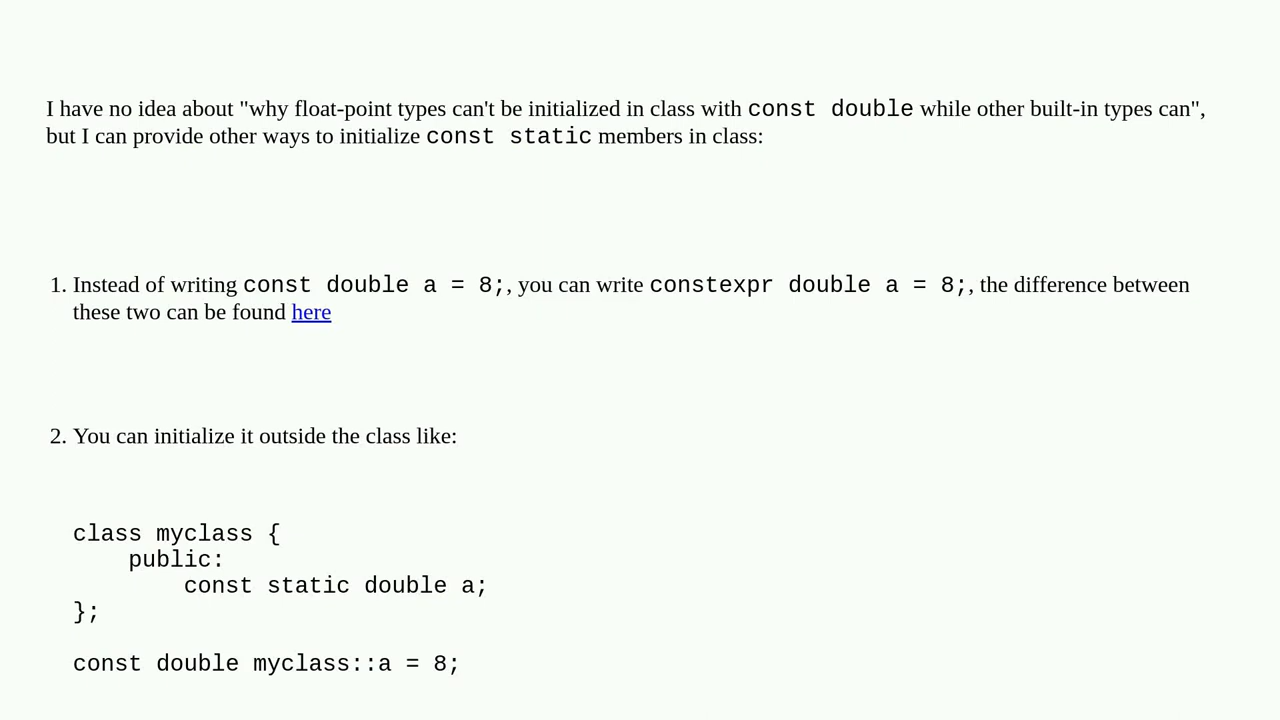 I have no idea about "why float-point types can't be initialized in class with const double while other built-in types can",
but I can provide other ways to initialize const static members in class:
1. Instead of writing const double a = 8;, you can write constexpr double a = 8;, the difference between
these two can be found here
2. You can initialize it outside the class like:
class myclass {
    public:
        const static double a;
};
const double myclass::a = 8;